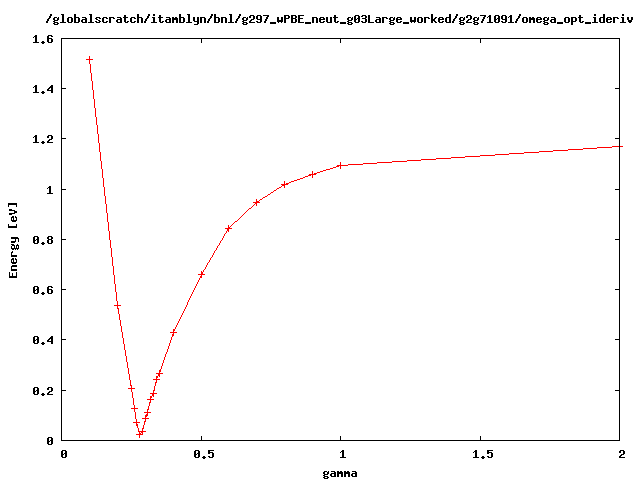 /globalscratch/itamblyn/bnl/g297_wPBE_neut_g03Large_worked/g2g71091/omega_opt_ideriv
1.6
1.4
1.2
1
0.8
0.6
0.4
0.2
0
Energy [eV]
0 0.5 1 1.5 2
gamma